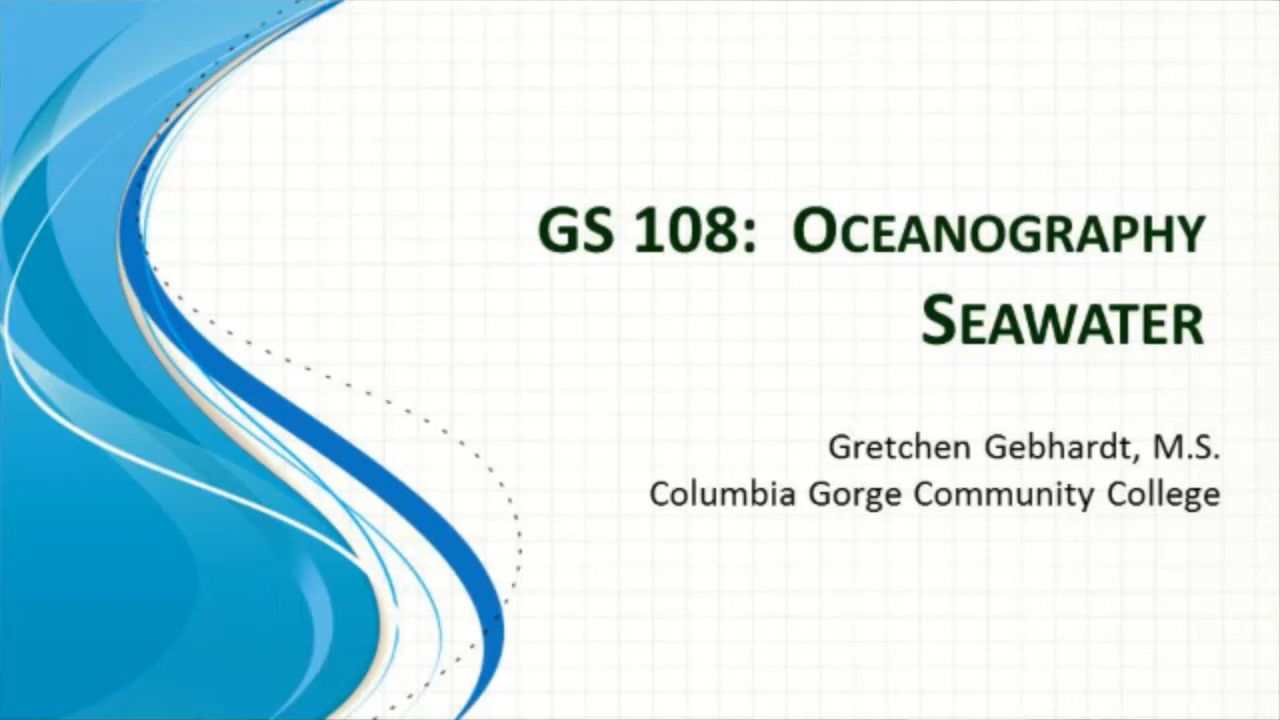 GS 108: OCEANOGRAPHY
SEAWATER
Gretchen Gebhardt, M.S.
Columbia Gorge Community College